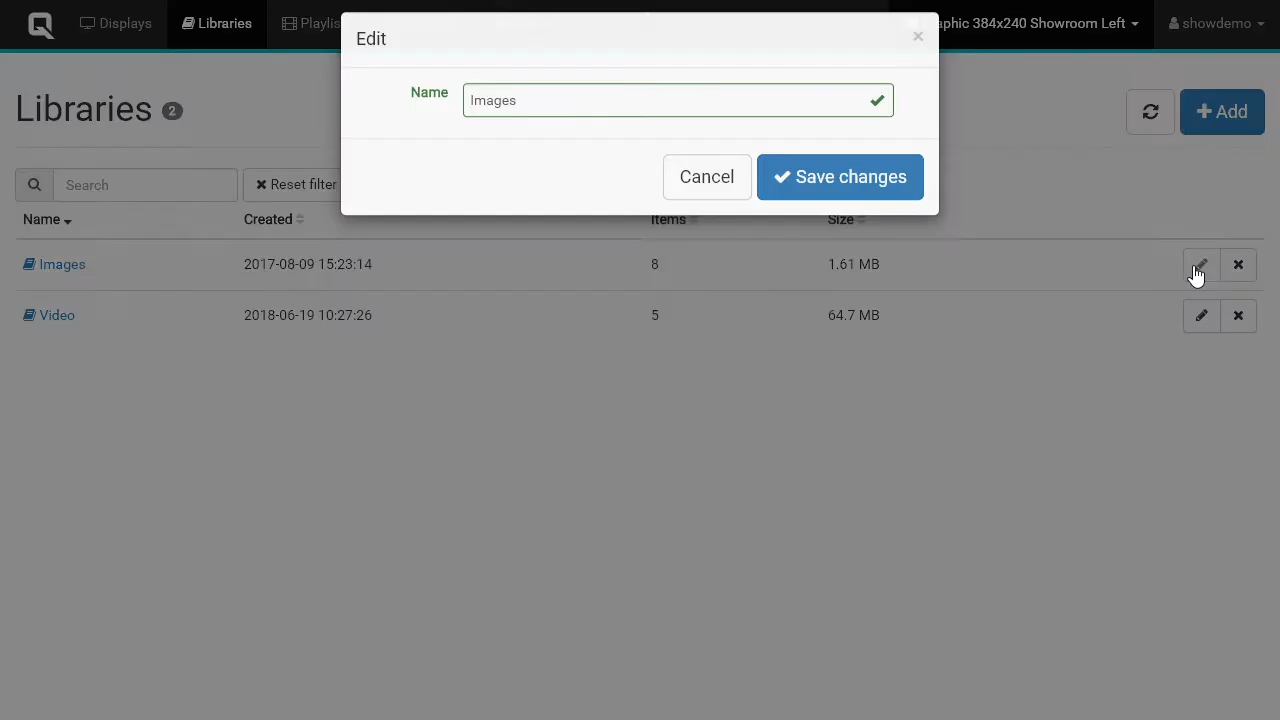 Displays Libraries Playlis aphic 384x240 Showroom Left showdemo
Edit
×
Name Images
Cancel Save changes
Libraries 2
Add
Search Reset filter
Name Created Items Size
Images 2017-08-09 15:23:14 8 1.61 MB
Video 2018-06-19 10:27:26 5 64.7 MB